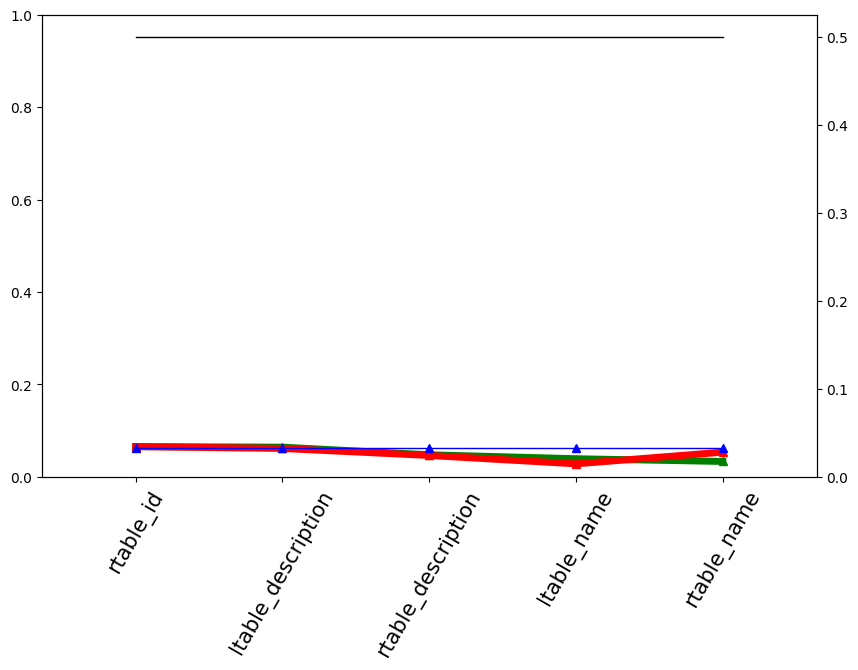 1.0
0.8
0.6
0.4
0.2
0.0
0.5
0.4
0.3
0.2
0.1
0.0
rtable_id
ltable_description
rtable_description
ltable_name
rtable_name